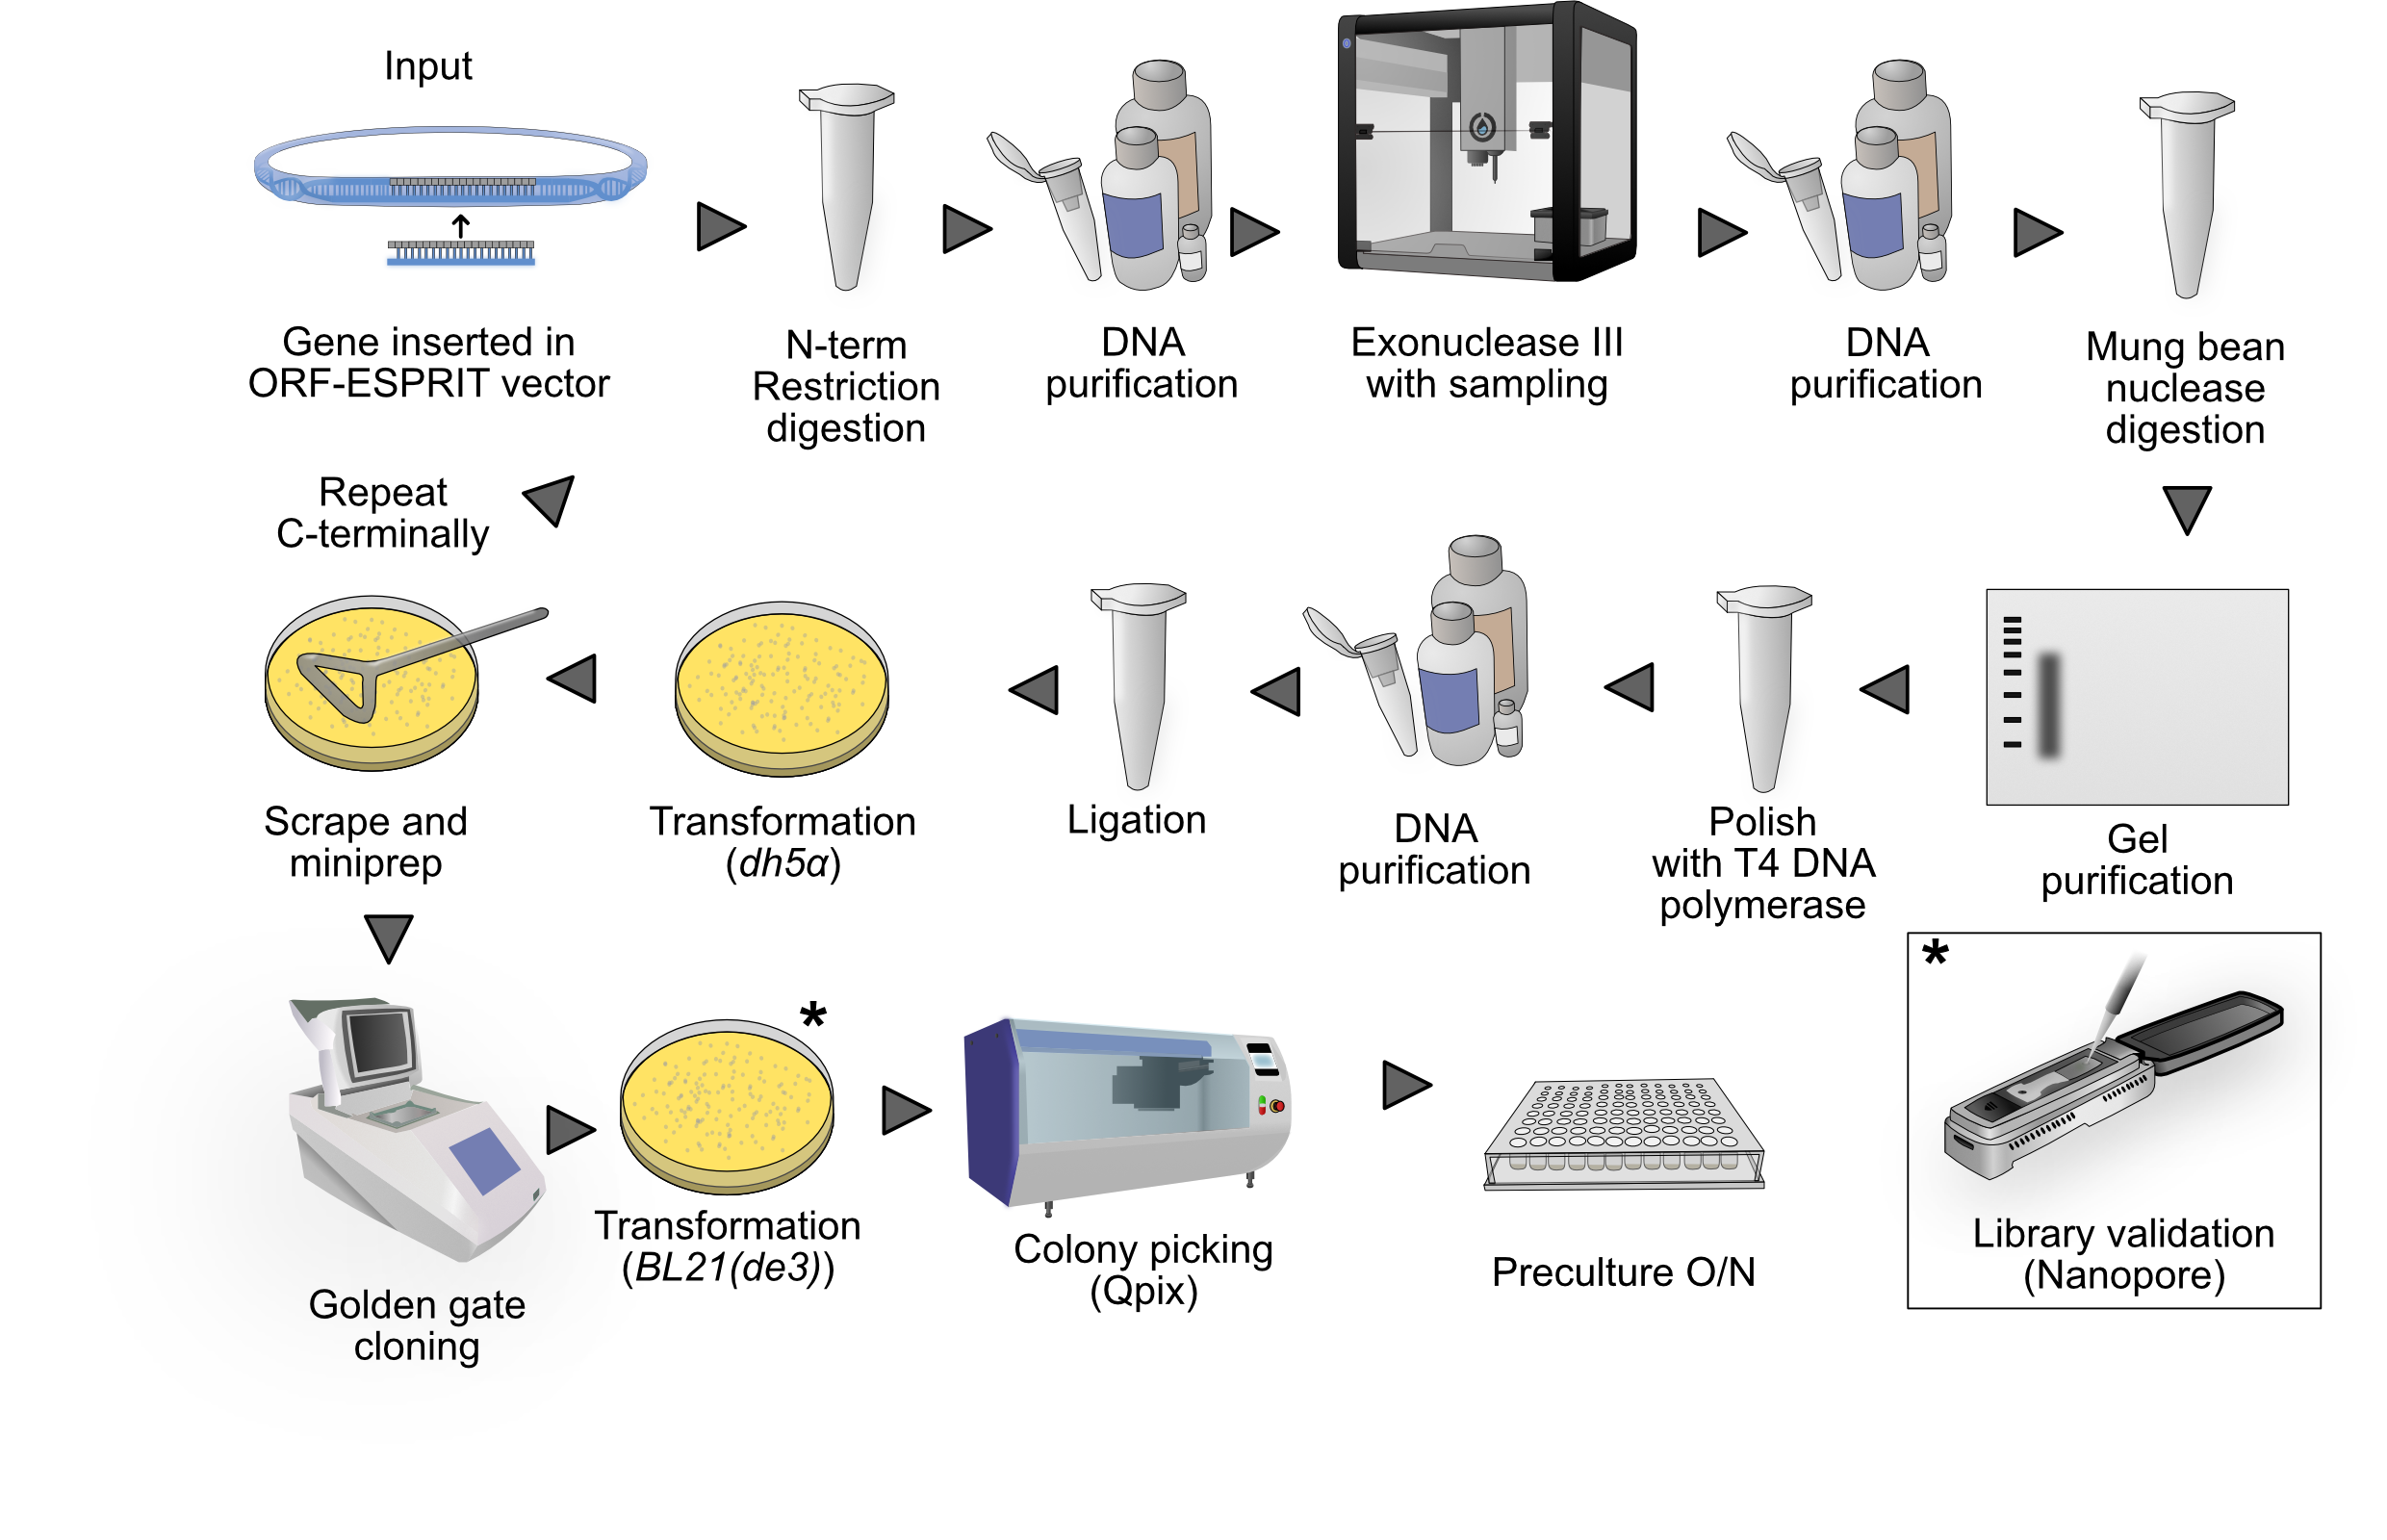 Input
Gene inserted in
ORF-ESPRIT vector
N-term
Restriction
digestion
DNA
purification
Exonuclease III
with sampling
DNA
purification
Mung bean
nuclease
digestion
Repeat
C-terminally
Gel
purification
Polish
with T4 DNA
polymerase
DNA
purification
Ligation
Transformation
(dh5α)
Scrape and
miniprep
Golden gate
cloning
*
Transformation
(BL21(de3))
Colony picking
(Qpix)
Preculture O/N
*
Library validation
(Nanopore)